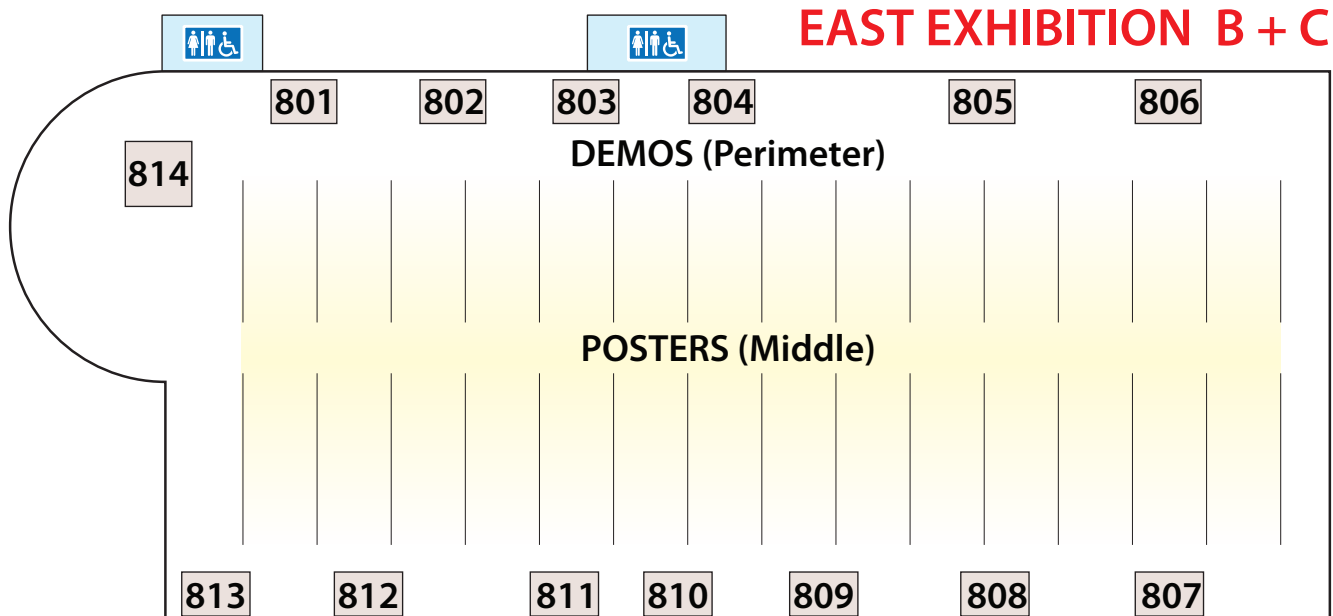 EAST EXHIBITION B + C
801 802 803 804 805 806
DEMOS (Perimeter)
814
POSTERS (Middle)
813 812 811 810 809 808 807